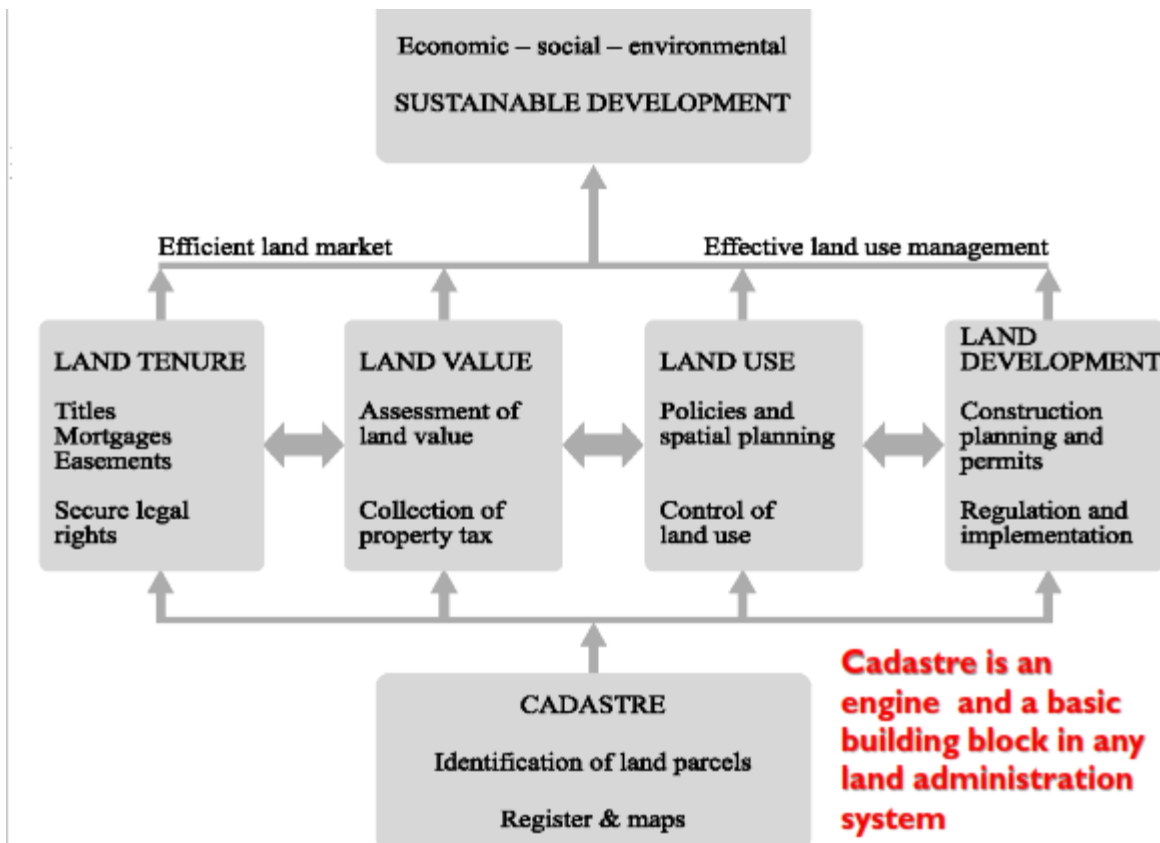 Economic – social – environmental
SUSTAINABLE DEVELOPMENT
Efficient land market
Effective land use management
LAND TENURE
Titles
Mortgages
Easements
Secure legal
rights
LAND VALUE
Assessment of
land value
Collection of
property tax
LAND USE
Policies and
spatial planning
Control of
land use
LAND
DEVELOPMENT
Construction
planning and
permits
Regulation and
implementation
CADASTRE
Identification of land parcels
Register & maps
Cadastre is an
engine and a basic
building block in any
land administration
system